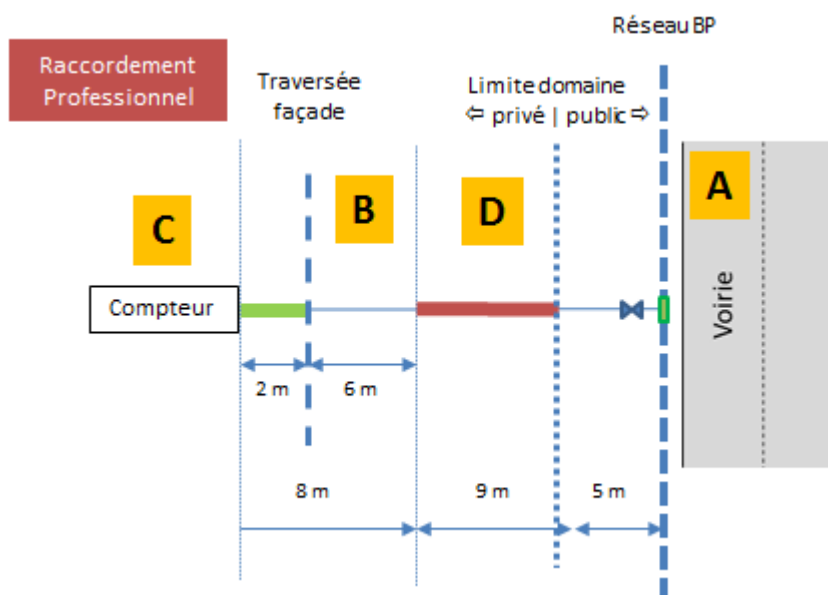 Réseau BP
Raccordement
Professionnel
Traversée
façade
Limite domaine
⇦ privé | public ⇨
A
B
D
C
Compteur
Voirie
2 m
6 m
8 m
9 m
5 m